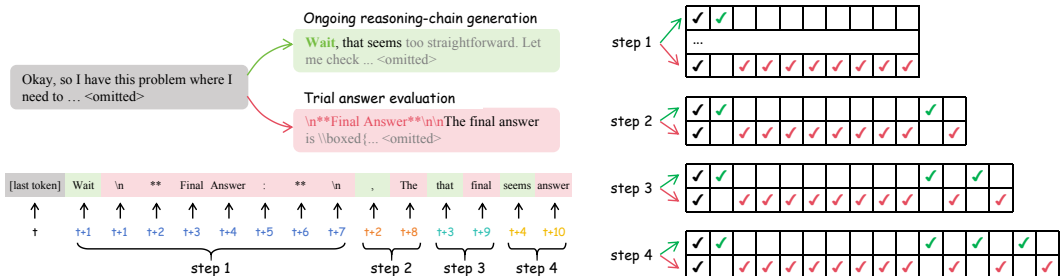 Ongoing reasoning-chain generation
Wait, that seems too straightforward. Let
me check ... <omitted>
Okay, so I have this problem where I
need to … <omitted>
Trial answer evaluation
\n**Final Answer**\n\nThe final answer
is \\boxed{... <omitted>
[last token] Wait \n ** Final Answer : ** \n , The that final seems answer
t t+1 t+1 t+2 t+3 t+4 t+5 t+6 t+7 t+2 t+8 t+3 t+9 t+4 t+10
step 1 step 2 step 3 step 4
step 1
...
step 2
step 3
step 4